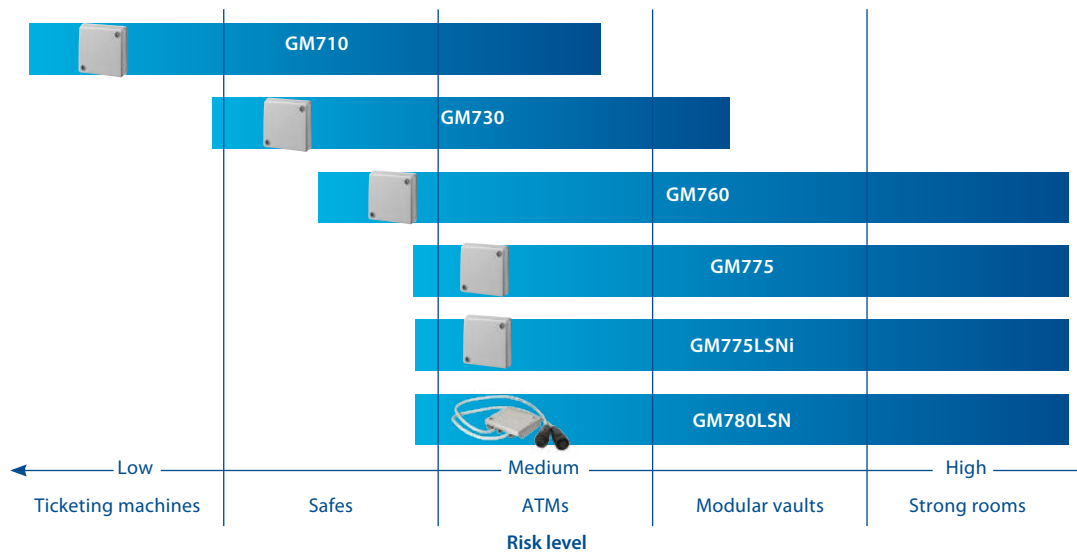 GM710
GM730
GM760
GM775
GM775LSNi
GM780LSN
Low Medium High
Ticketing machines Safes ATMs Modular vaults Strong rooms
Risk level